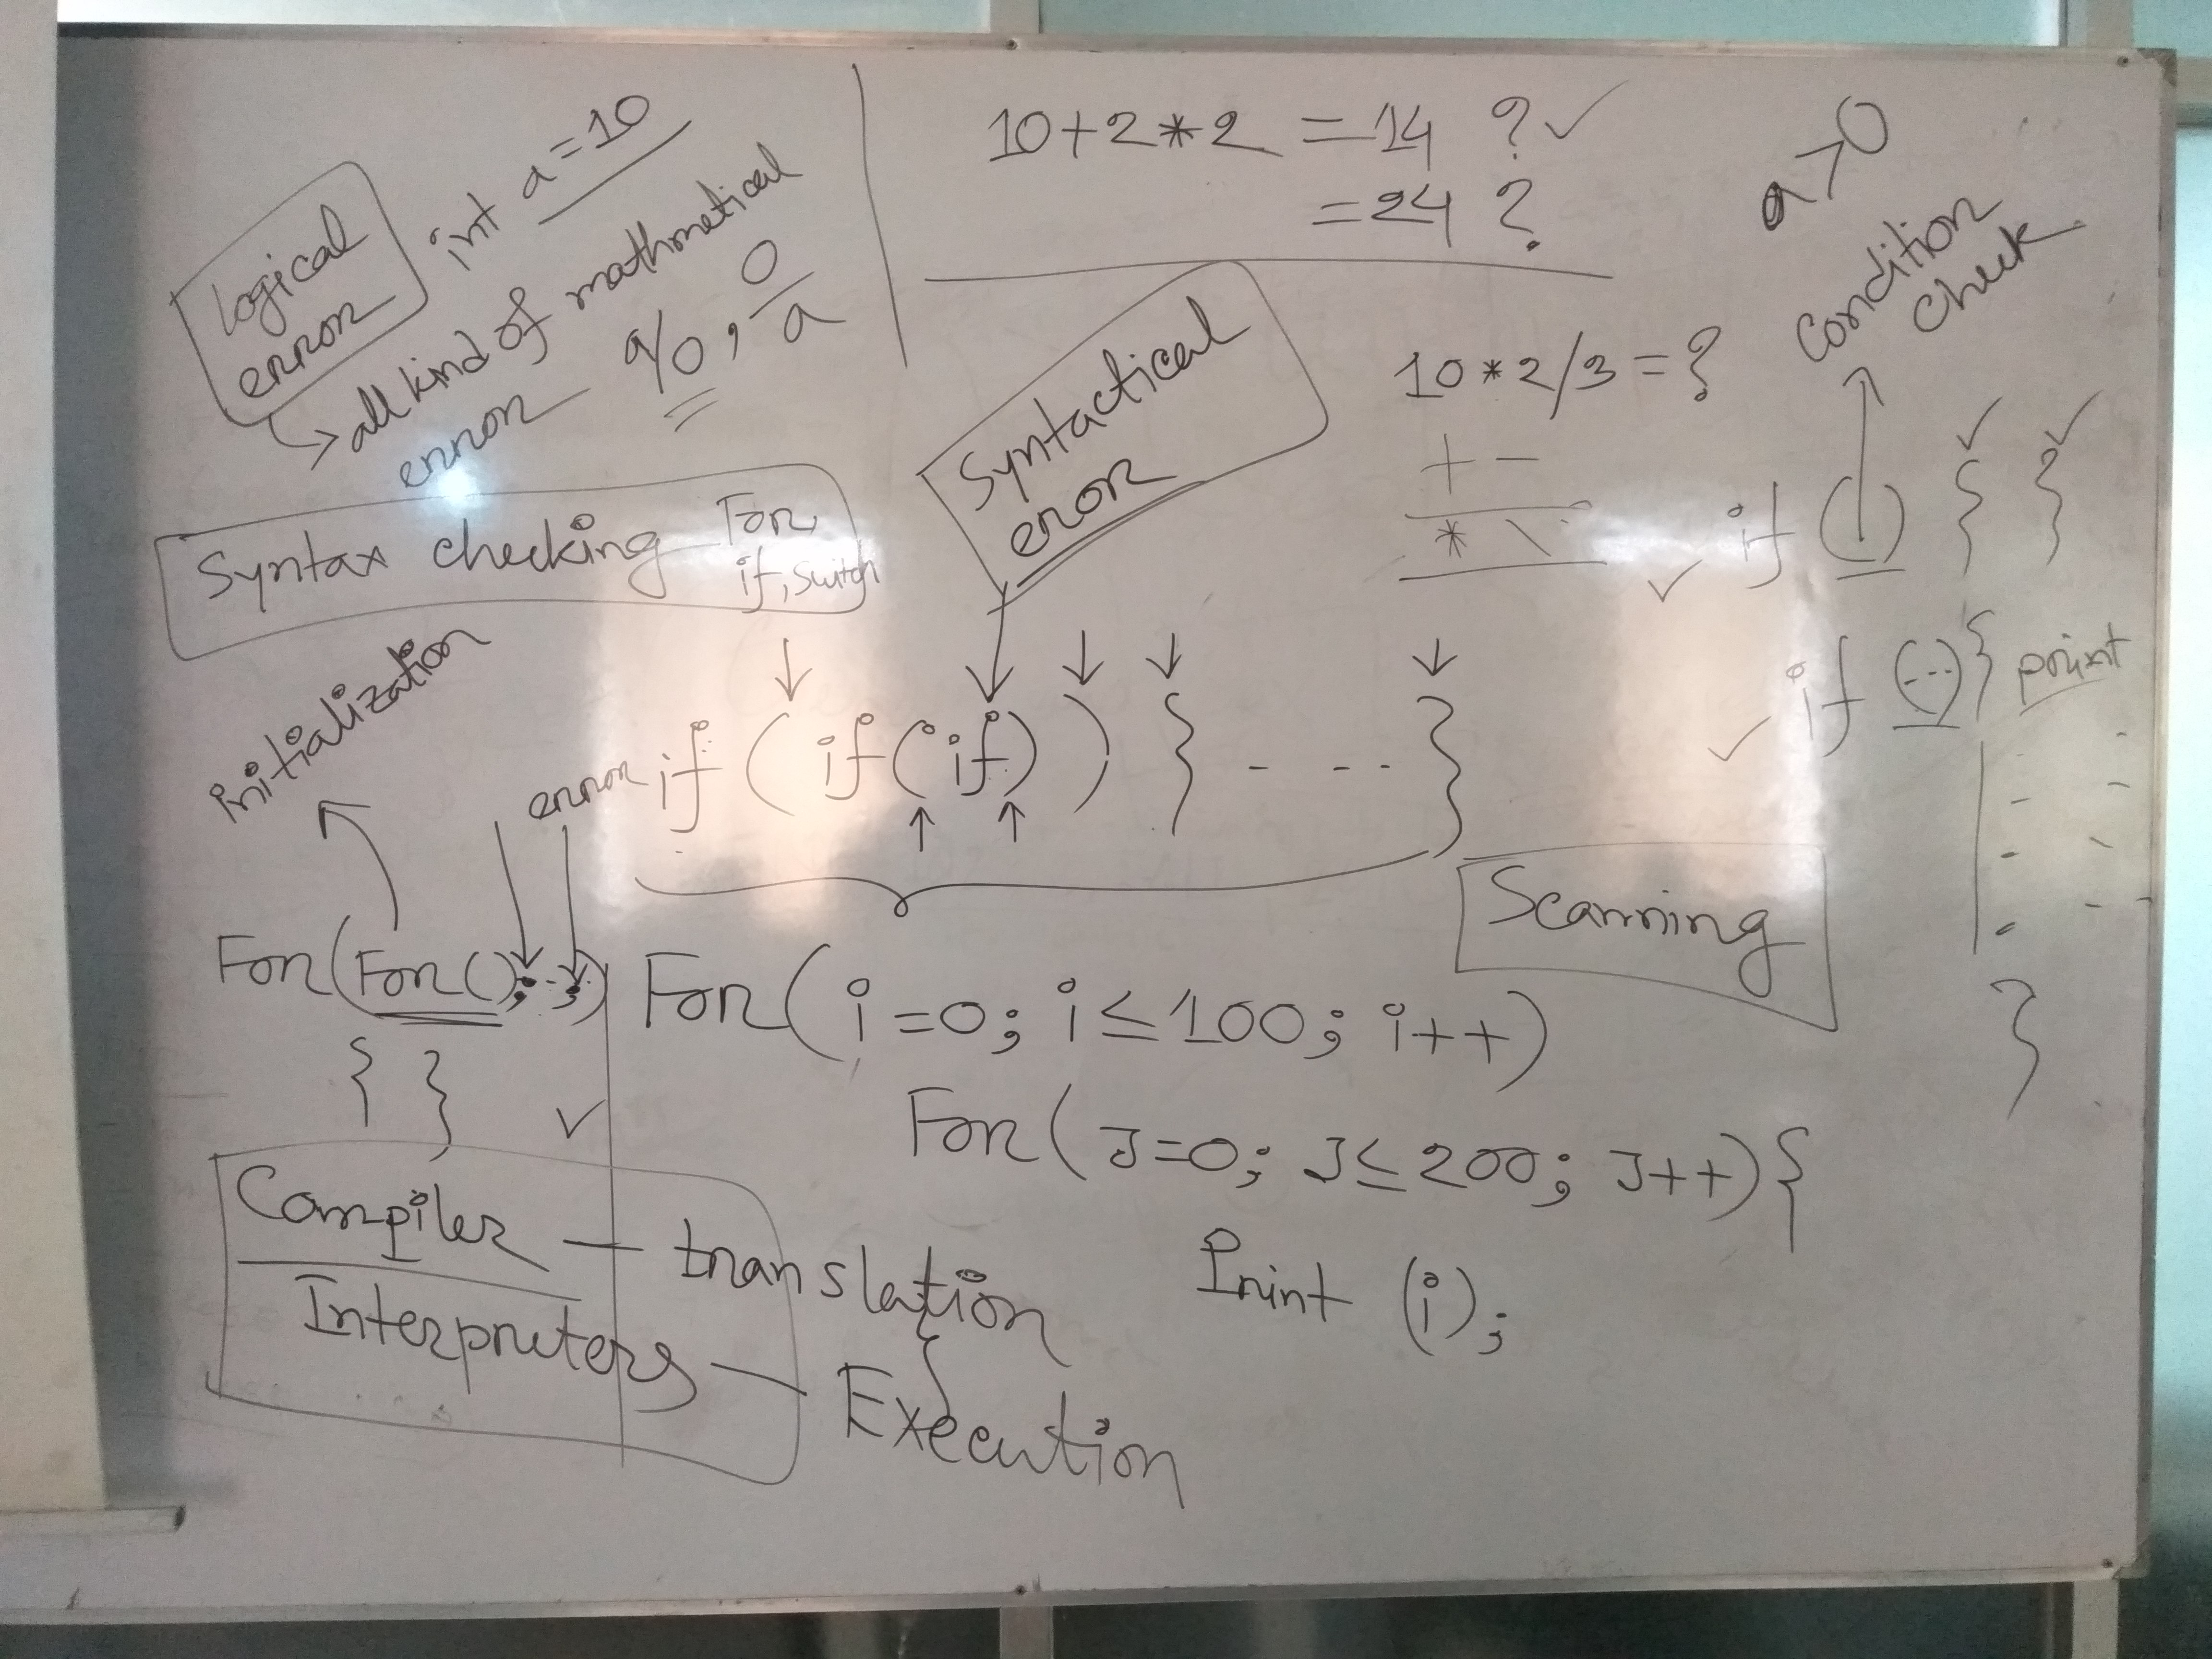 10+2*2 = 14 ? ✓
= 24 ?
a>0
Condition
check
logical
error
int a=10
all kind of mathmetical
error a/0, 0/a
Syntactical
error
10*2/3 = ?
+ -
* \
✓ if ( ) { ✓ } ✓
Syntax checking For,
if, Switch
✓ if (...) { print
}
Initialization
error if ( if ( if ) ) { - - - - }
Scanning
For(For(); - ;)
{ } ✓
For( i=0; i≤100; i++)
For( J=0; J≤200; J++){
Print (i);
Compiler — translation
Interpreters — Execution